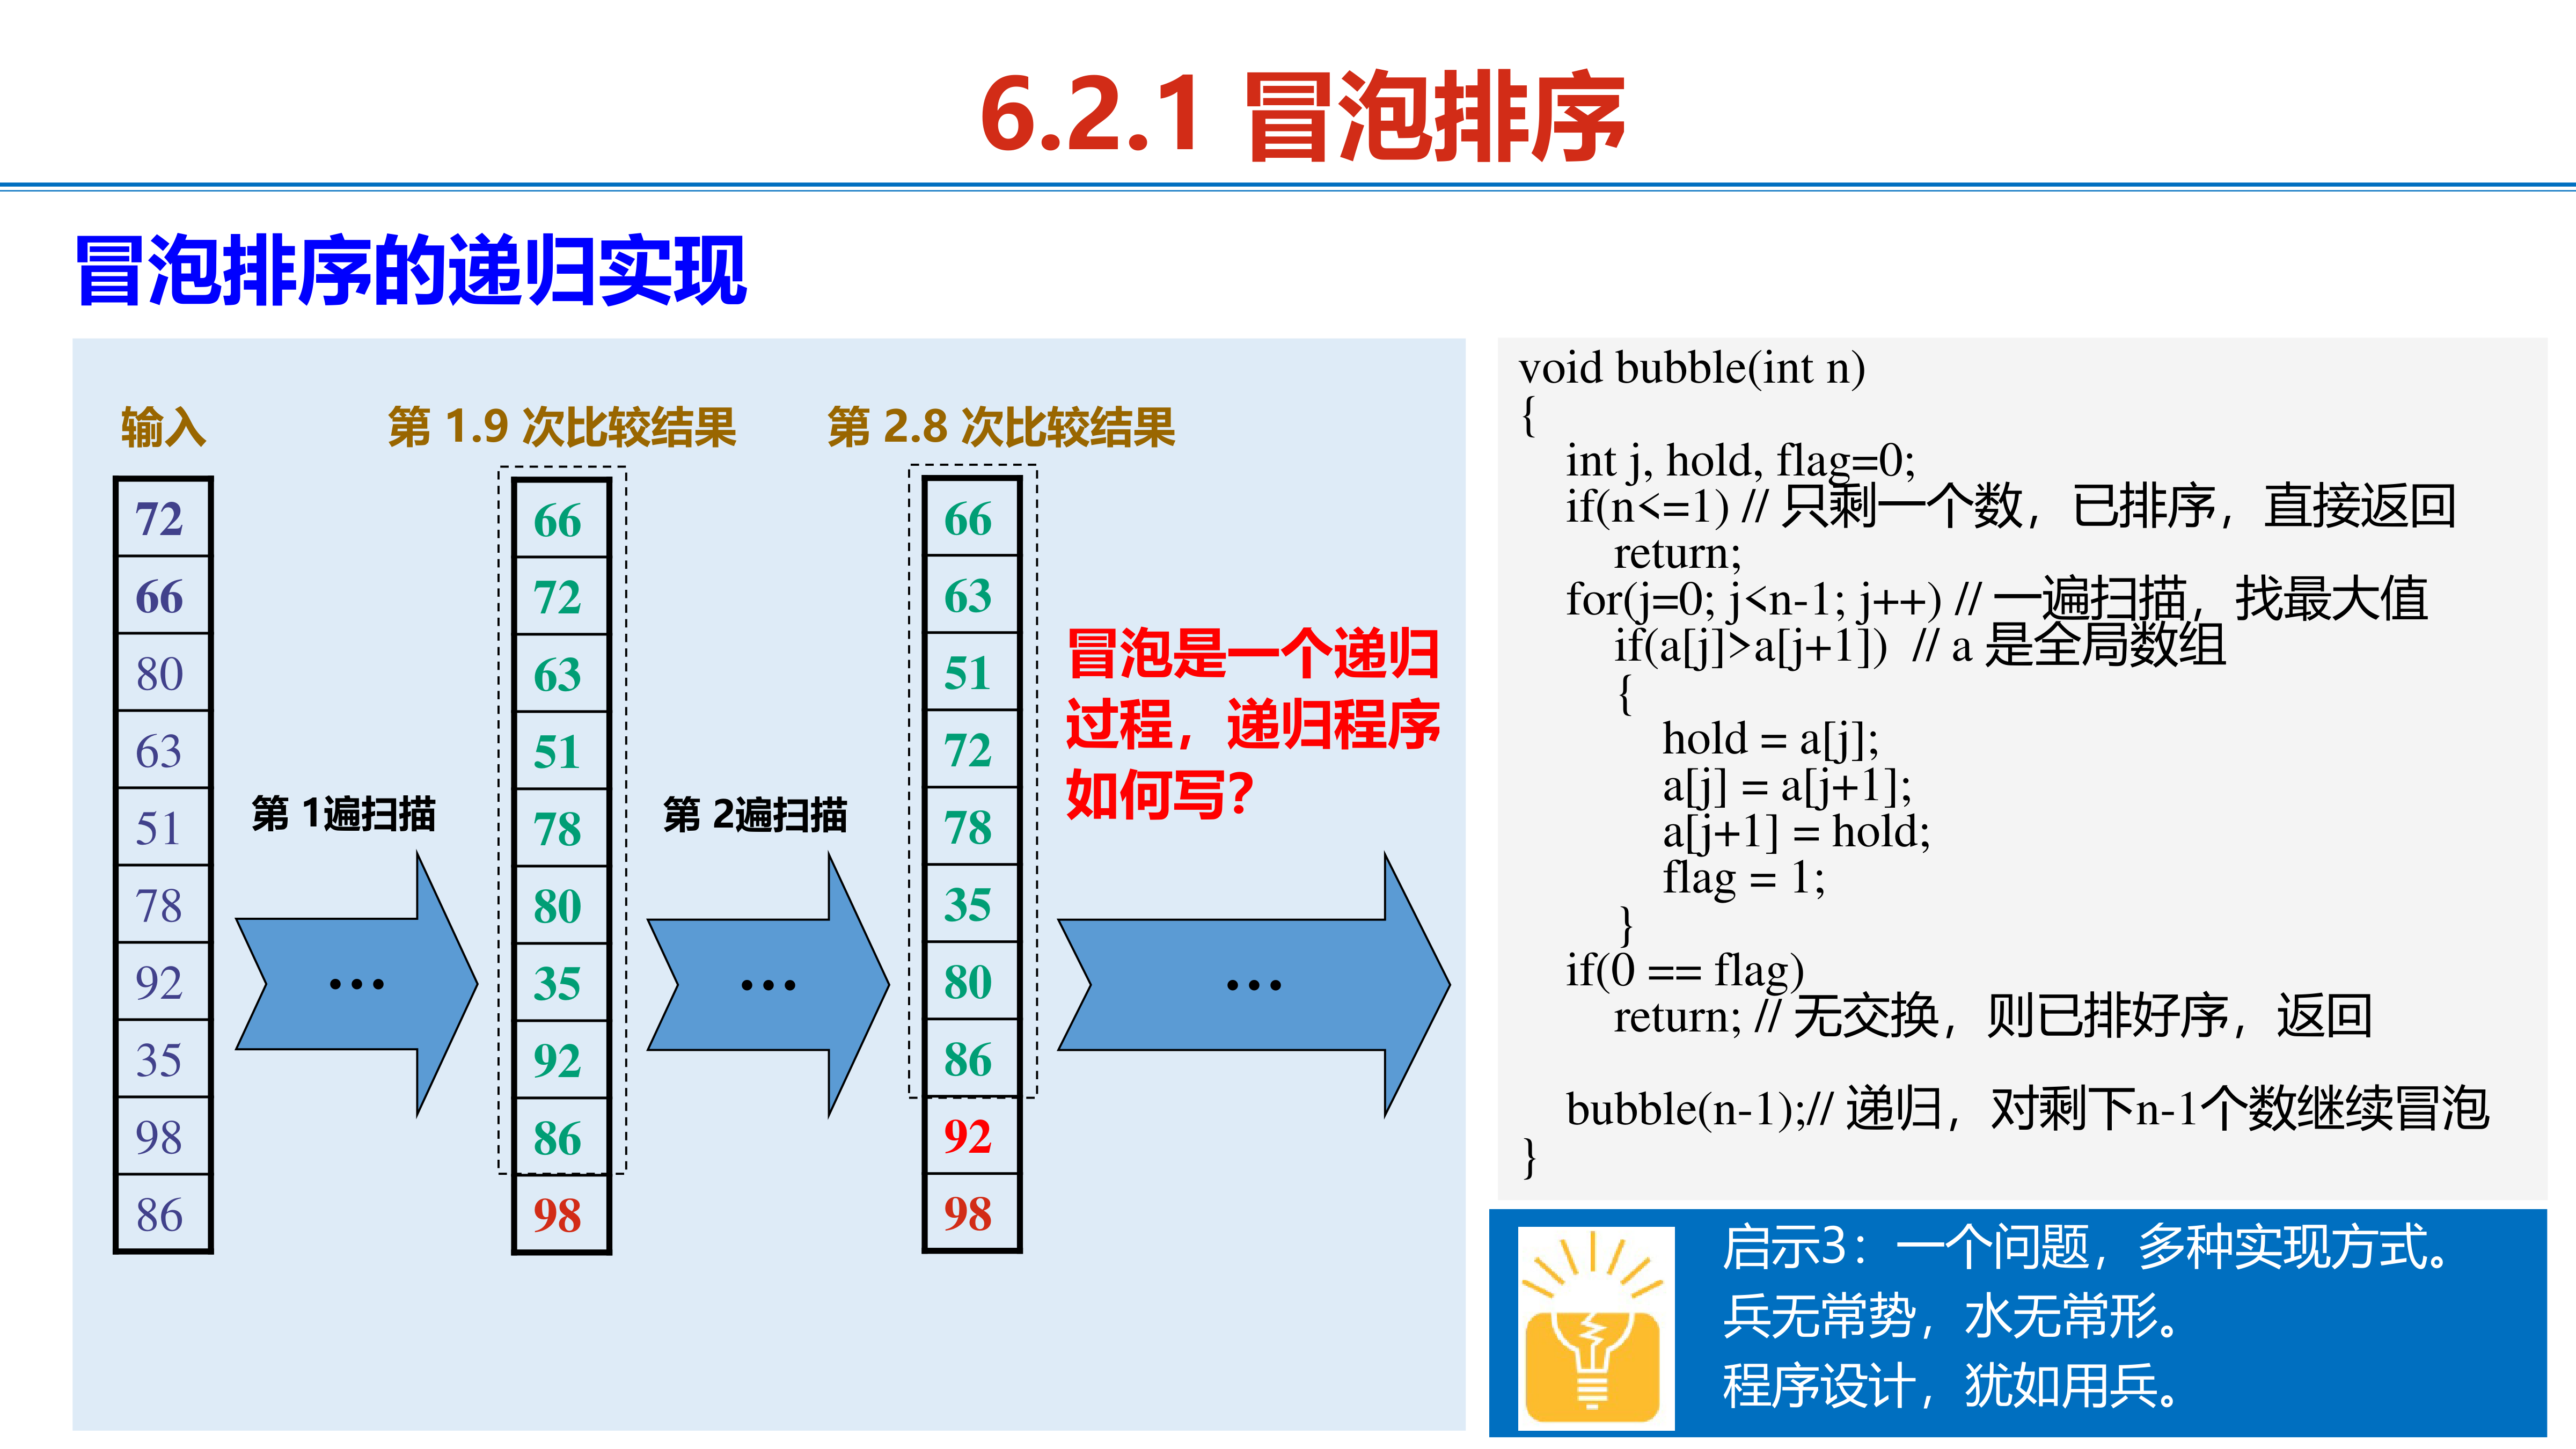 6.2.1 冒泡排序
冒泡排序的递归实现
输入
72
66
80
63
51
78
92
35
98
86
第 1遍扫描
...
第 1.9 次比较结果
66
72
63
51
78
80
35
92
86
98
第 2遍扫描
...
第 2.8 次比较结果
66
63
51
72
78
35
80
86
92
98
冒泡是一个递归
过程，递归程序
如何写？
...
void bubble(int n)
{
int j, hold, flag=0;
if(n<=1) // 只剩一个数，已排序，直接返回
return;
for(j=0; j<n-1; j++) // 一遍扫描，找最大值
if(a[j]>a[j+1])  // a 是全局数组
{
hold = a[j];
a[j] = a[j+1];
a[j+1] = hold;
flag = 1;
}
if(0 == flag)
return; // 无交换，则已排好序，返回
bubble(n-1);// 递归，对剩下n-1个数继续冒泡
}
启示3：一个问题，多种实现方式。
兵无常势，水无常形。
程序设计，犹如用兵。